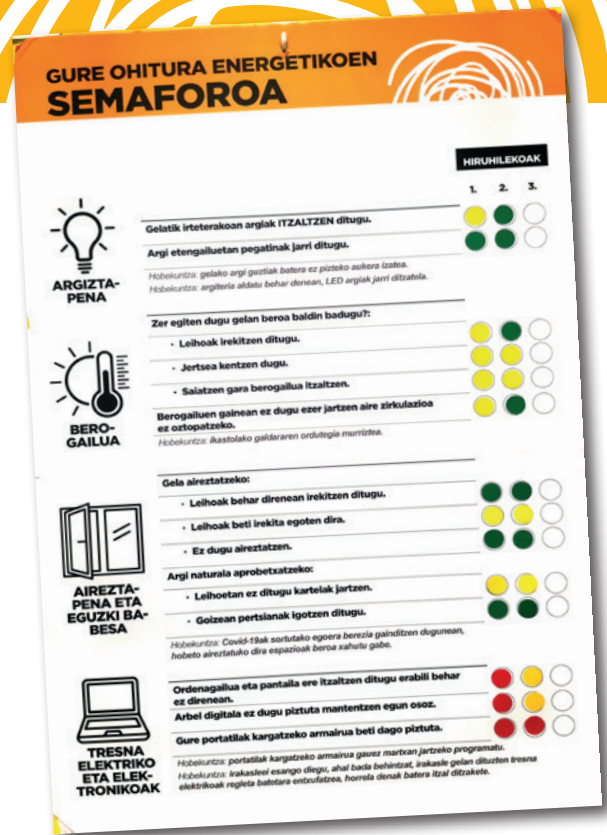 GURE OHITURA ENERGETIKOEN
SEMAFOROA
HIRUHILEKOAK
1. 2. 3.
ARGIZTA-
PENA
Gelatik irteterakoan argiak ITZALTZEN ditugu.
Argi etengailuetan pegatinak jarri ditugu.
Hobekuntza: gelako argi guztiak batera ez pizteko aukera izatea.
Hobekuntza: argiteria aldatu behar denean, LED argiak jarri ditzatela.
BERO-
GAILUA
Zer egiten dugu gelan beroa baldin badugu?:
• Leihoak irekitzen ditugu.
• Jertsea kentzen dugu.
• Saiatzen gara berogailua itzaltzen.
Berogailuen gainean ez dugu ezer jartzen aire zirkulazioa
ez oztopatzeko.
Hobekuntza: ikastolako galdararen ordutegia murriztea.
AIREZTA-
PENA ETA
EGUZKI BA-
BESA
Gela aireztatzeko:
• Leihoak behar direnean irekitzen ditugu.
• Leihoak beti irekita egoten dira.
• Ez dugu aireztatzen.
Argi naturala aprobetxatzeko:
• Leihoetan ez ditugu kartelak jartzen.
• Goizean pertsianak igotzen ditugu.
Hobekuntza: Covid-19ak sortutako egoera berezia gainditzen dugunean,
hobeto aireztatuko dira espazioak beroa xahutu gabe.
TRESNA
ELEKTRIKO
ETA ELEK-
TRONIKOAK
Ordenagailua eta pantaila ere itzaltzen ditugu erabili behar
ez direnean.
Arbel digitala ez dugu piztuta mantentzen egun osoz.
Gure portatilak kargatzeko armairua beti dago piztuta.
Hobekuntza: portatilak kargatzeko armairua gauez martxan jartzeko programatu.
Hobekuntza: irakasleei esango diegu, ahal bada behintzat, irakasle gelan dituzten tresna
elektrikoak regleta batetara entxufatzea, horrela denak batera itzal ditzakete.